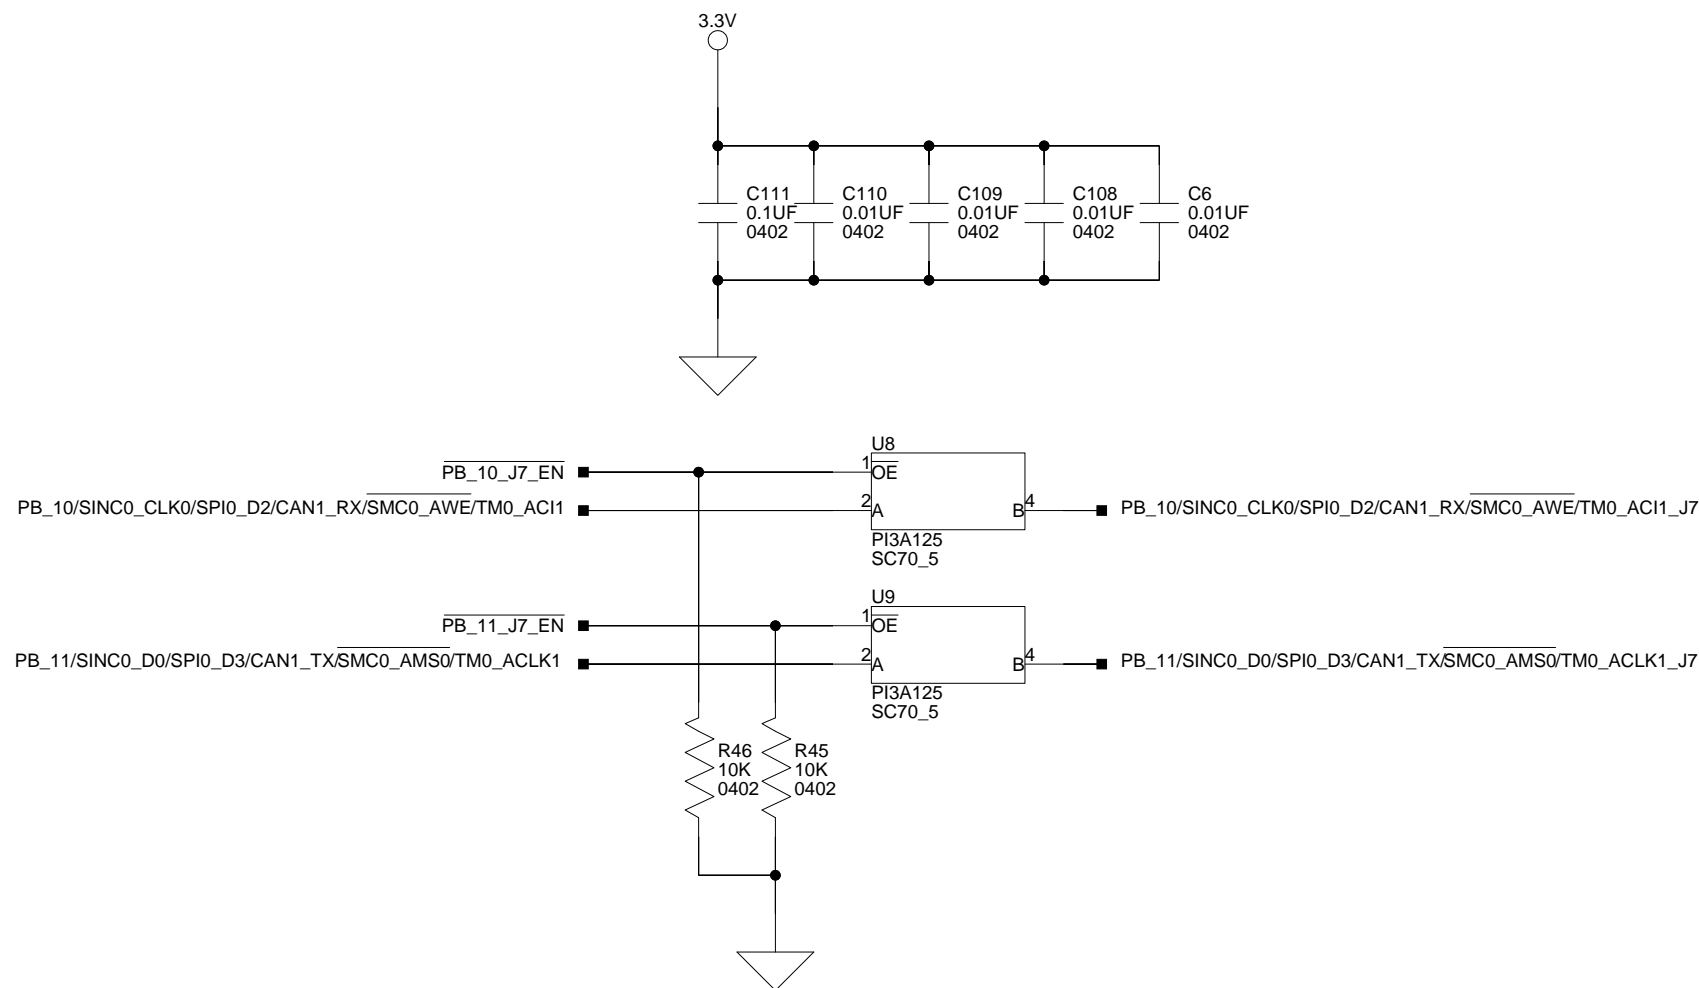 3.3V
C111
0.1UF
0402
C110
0.01UF
0402
C109
0.01UF
0402
C108
0.01UF
0402
C6
0.01UF
0402
PB_10_J7_EN
PB_10/SINC0_CLK0/SPI0_D2/CAN1_RX/SMC0_AWE/TM0_ACI1
U8
1
OE
2
A
B
4
PI3A125
SC70_5
PB_10/SINC0_CLK0/SPI0_D2/CAN1_RX/SMC0_AWE/TM0_ACI1_J7
PB_11_J7_EN
PB_11/SINC0_D0/SPI0_D3/CAN1_TX/SMC0_AMS0/TM0_ACLK1
U9
1
OE
2
A
B
4
PI3A125
SC70_5
PB_11/SINC0_D0/SPI0_D3/CAN1_TX/SMC0_AMS0/TM0_ACLK1_J7
R46
10K
0402
R45
10K
0402